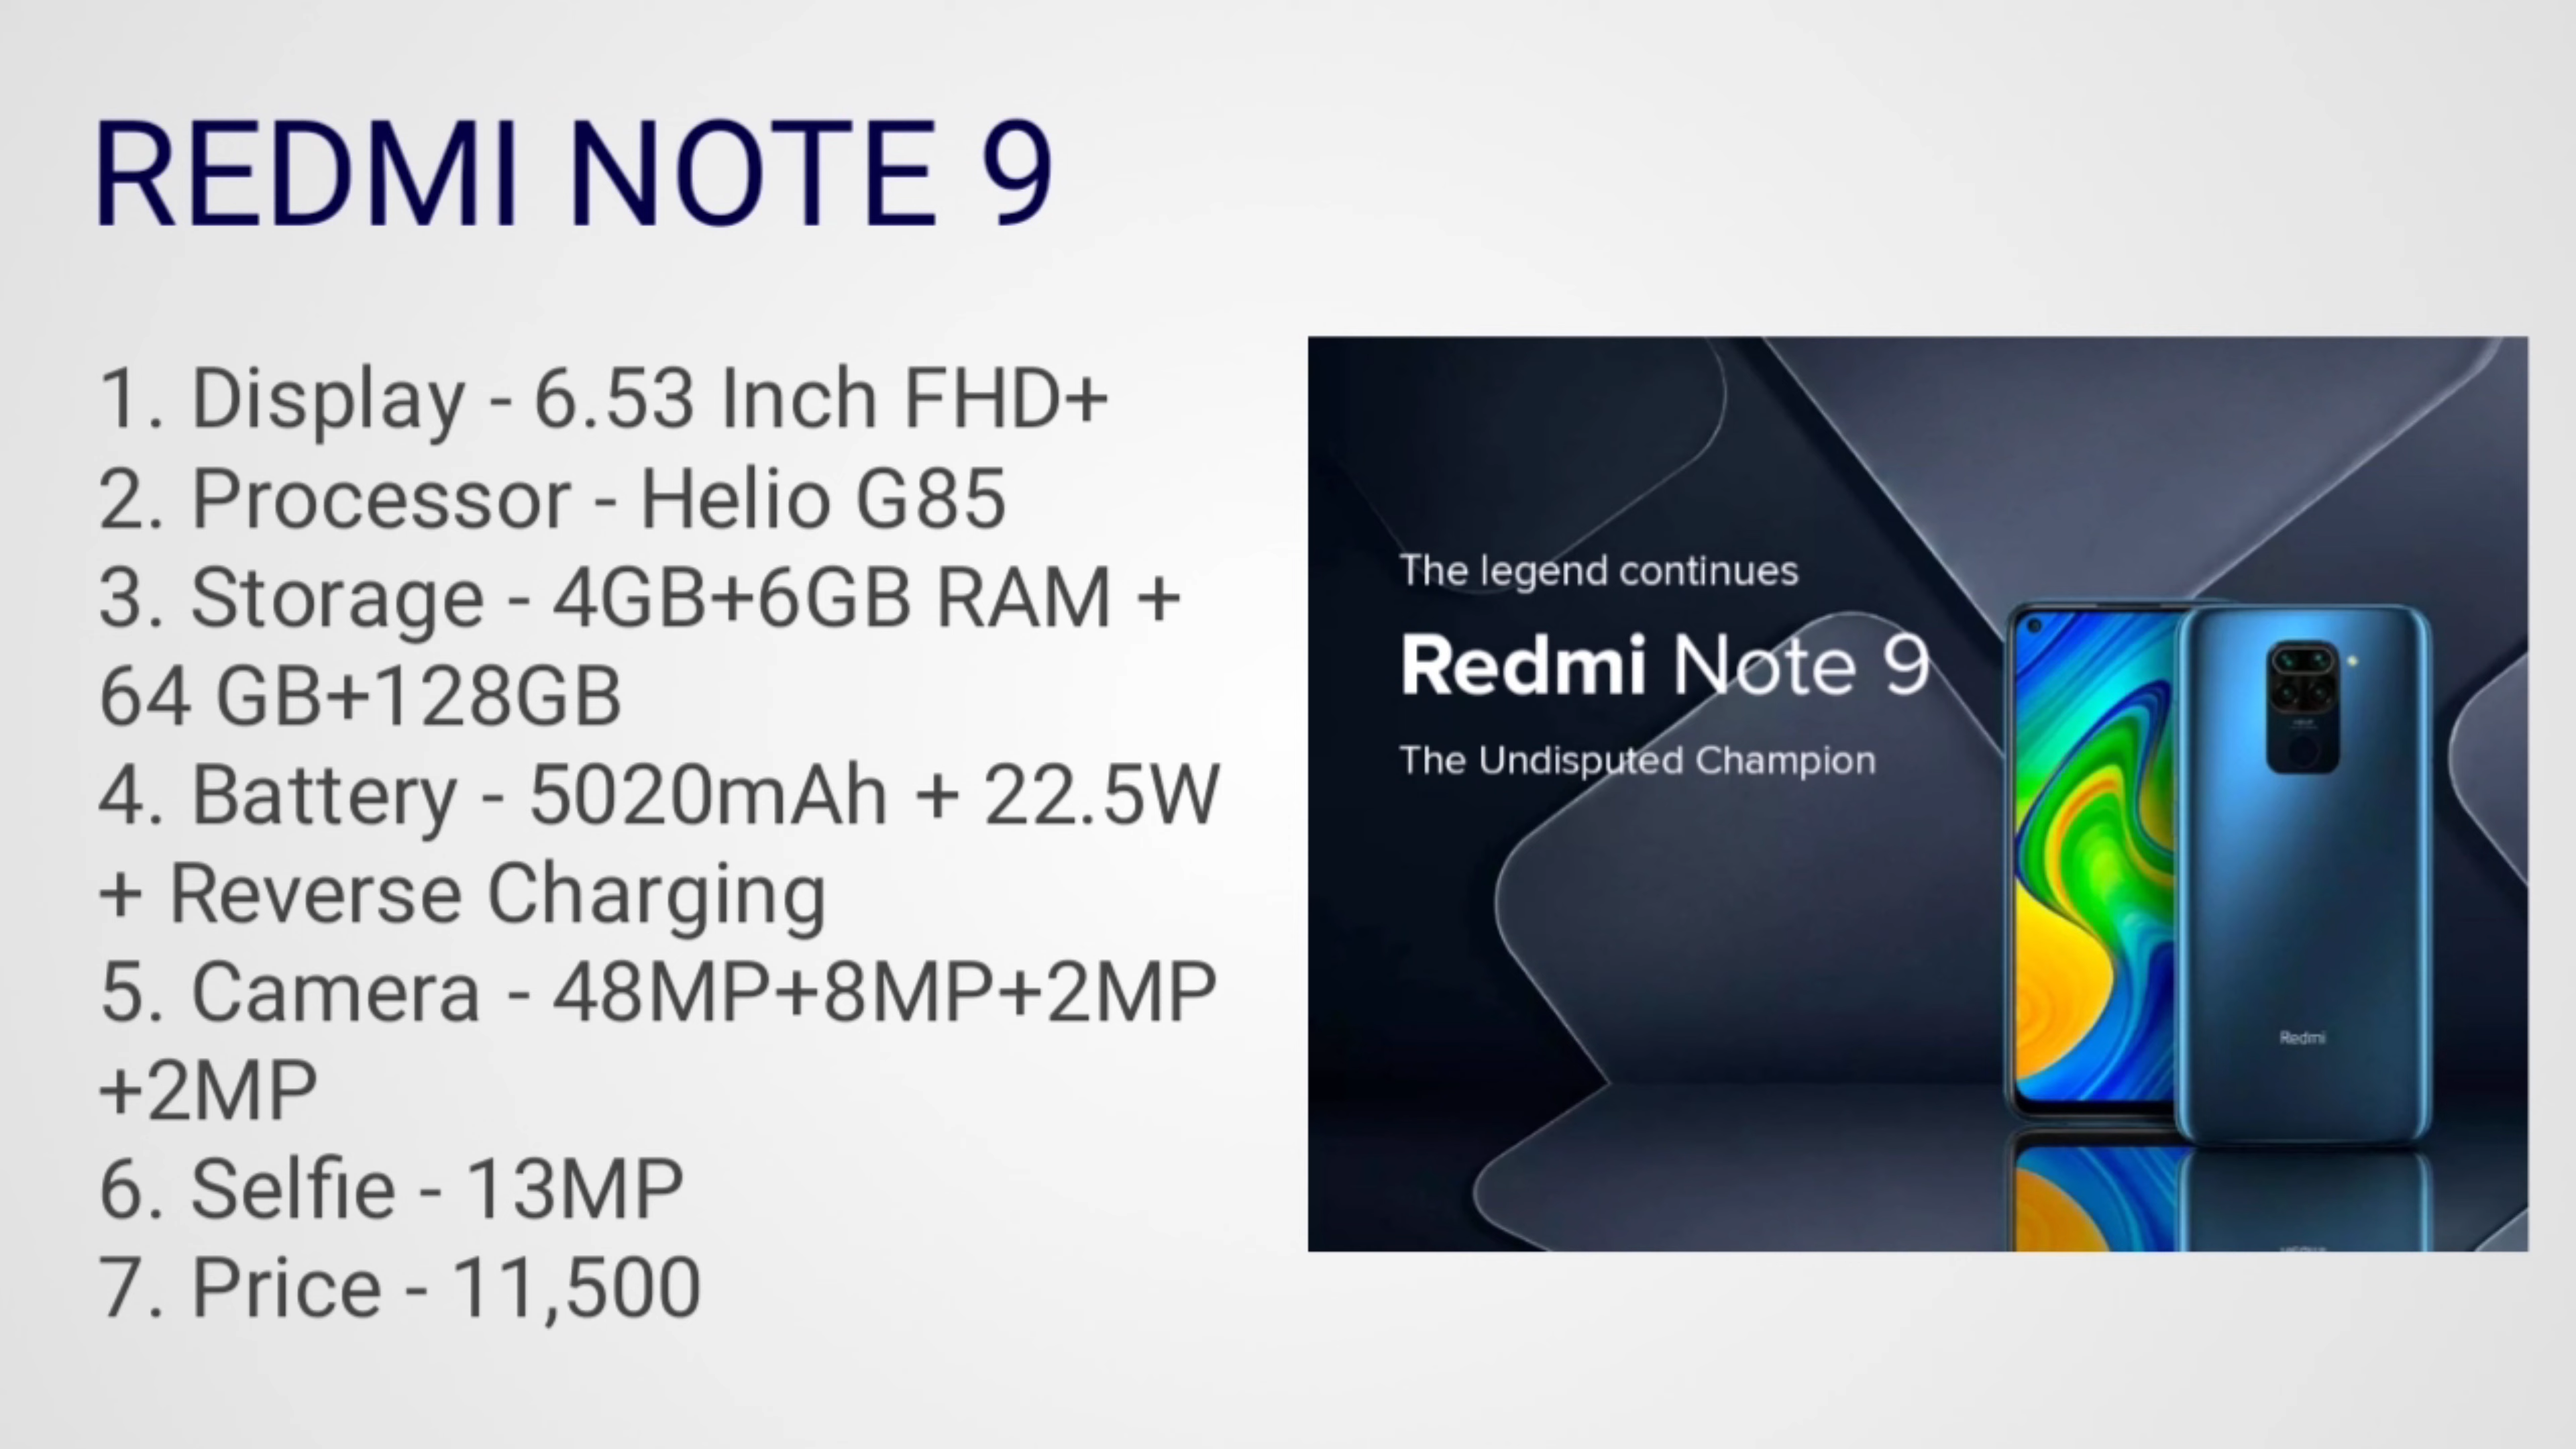 REDMI NOTE 9
1. Display - 6.53 Inch FHD+
2. Processor - Helio G85
3. Storage - 4GB+6GB RAM +
64 GB+128GB
4. Battery - 5020mAh + 22.5W
+ Reverse Charging
5. Camera - 48MP+8MP+2MP
+2MP
6. Selfie - 13MP
7. Price - 11,500
The legend continues
Redmi Note 9
The Undisputed Champion
Redmi